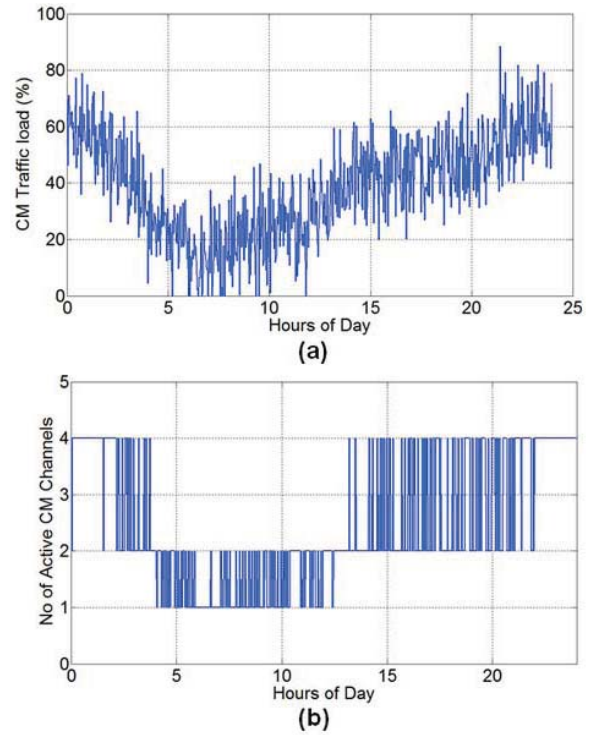 100
80
60
40
20
0
CM Traffic load (%)
0 5 10 15 20 25
Hours of Day
(a)
5
4
3
2
1
0
No of Active CM Channels
0 5 10 15 20
Hours of Day
(b)